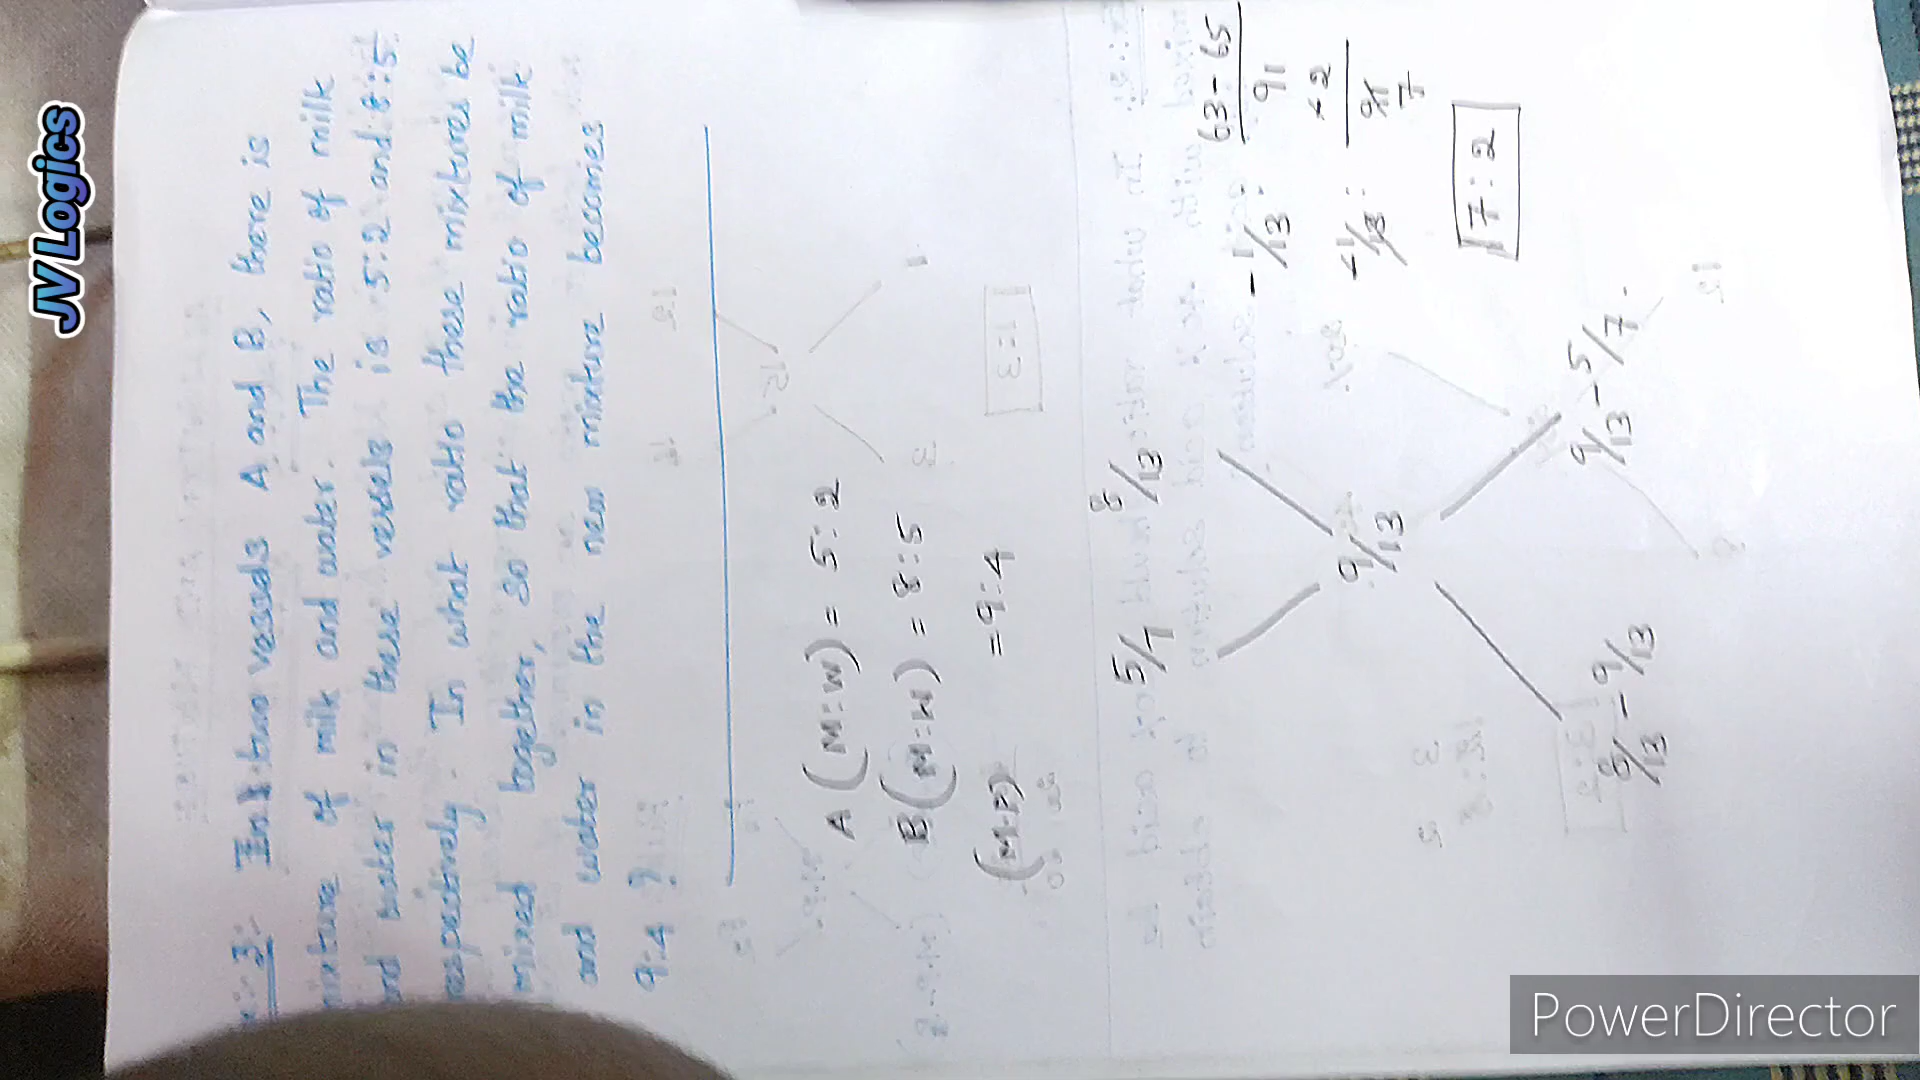 JV Logics
3:- In two vessels A and B, there is
mixture of milk and water. The ratio of milk
and water in these vessels is 5:2 and 8:5
respectively. In what ratio these mixtures be
mixed together, so that the ratio of milk
and water in the new mixture becomes
9:4 ?
A (M:W) = 5:2
B (M:W) = 8:5
= 9:4
5/7 8/13
9/13
8/13 - 9/13 9/13 - 5/7
-1/13 : 63-65
91
1/13 : 2
91
7
7:2
PowerDirector